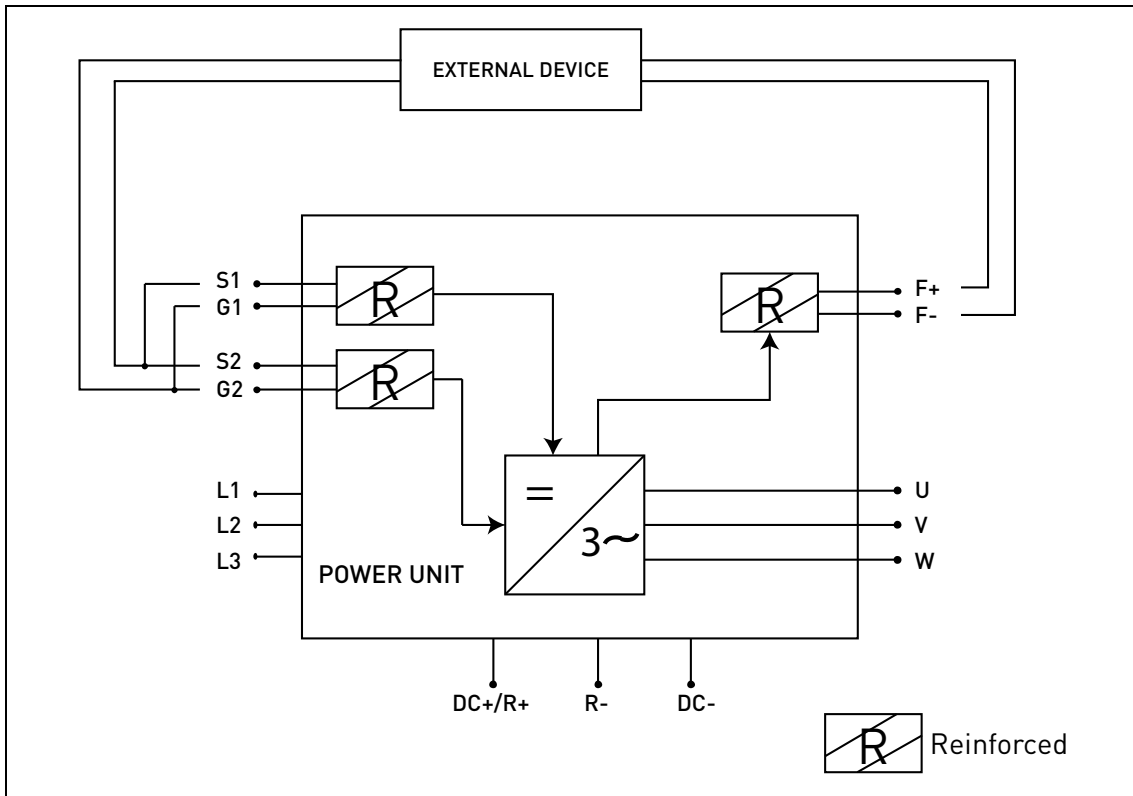 EXTERNAL DEVICE
S1
G1
R
R
F+
F-
S2
G2
R
L1
L2
L3
=
3~
U
V
W
POWER UNIT
DC+/R+
R-
DC-
R
Reinforced